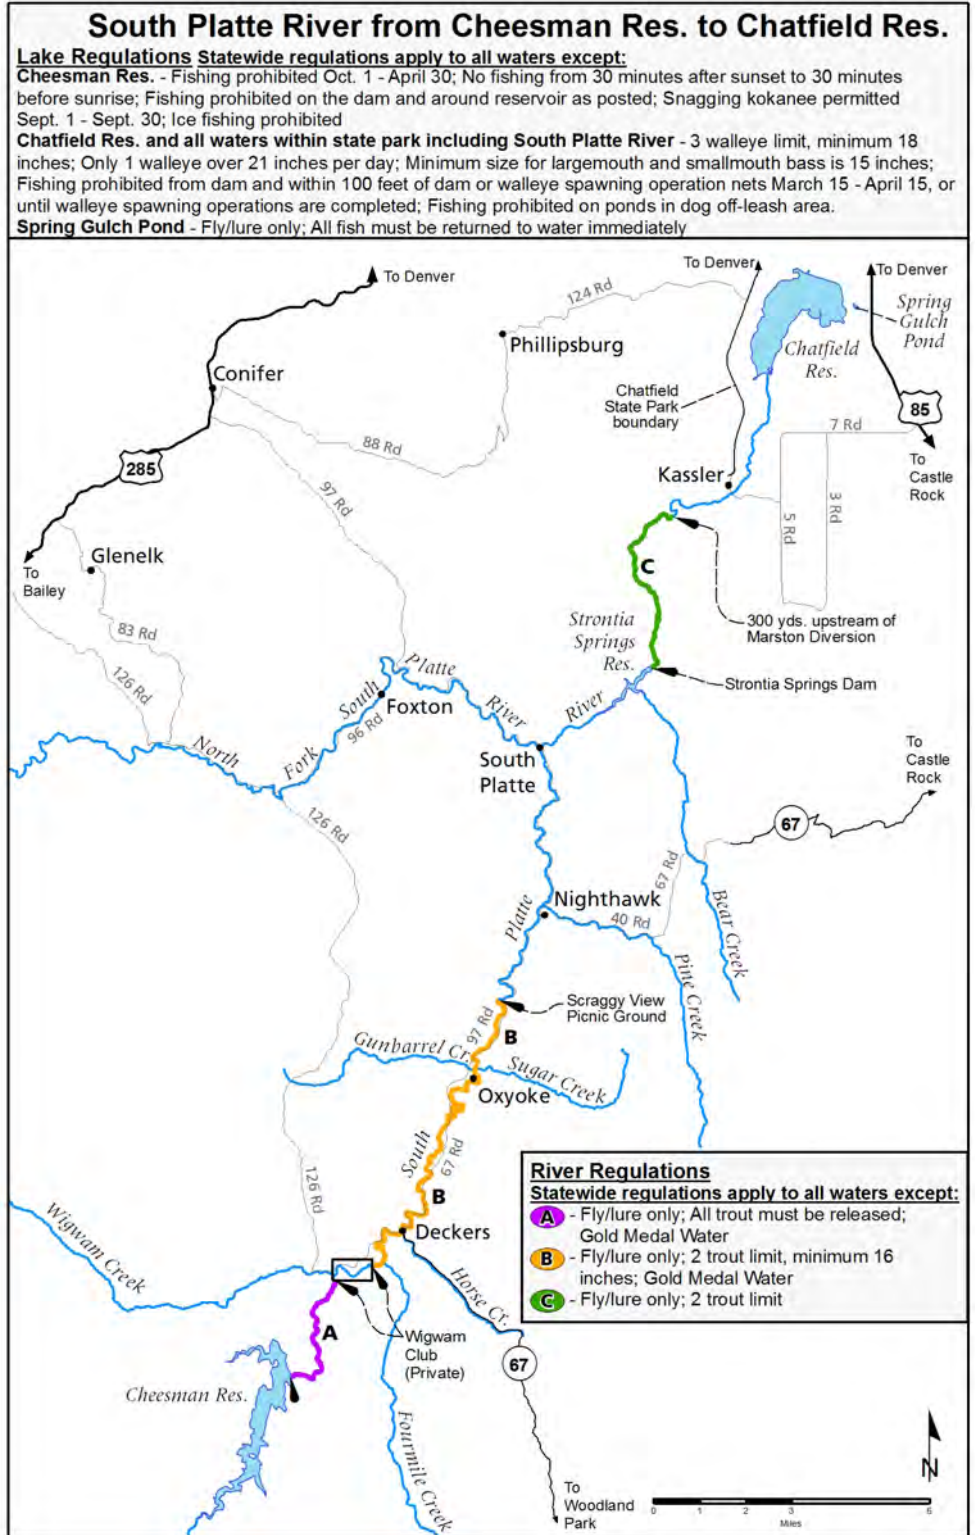 South Platte River from Cheesman Res. to Chatfield Res.
Lake Regulations Statewide regulations apply to all waters except:
Cheesman Res. - Fishing prohibited Oct. 1 - April 30; No fishing from 30 minutes after sunset to 30 minutes
before sunrise; Fishing prohibited on the dam and around reservoir as posted; Snagging kokanee permitted
Sept. 1 - Sept. 30; Ice fishing prohibited
Chatfield Res. and all waters within state park including South Platte River - 3 walleye limit, minimum 18
inches; Only 1 walleye over 21 inches per day; Minimum size for largemouth and smallmouth bass is 15 inches;
Fishing prohibited from dam and within 100 feet of dam or walleye spawning operation nets March 15 - April 15, or
until walleye spawning operations are completed; Fishing prohibited on ponds in dog off-leash area.
Spring Gulch Pond - Fly/lure only; All fish must be returned to water immediately
To Denver
To Denver
To Denver
124 Rd
Spring
Gulch
Pond
Phillipsburg
Chatfield
Res.
Conifer
Chatfield
State Park
boundary
85
7 Rd
88 Rd
To
Castle
Rock
285
Kassler
97 Rd
3 Rd
5 Rd
Glenelk
To
Bailey
C
83 Rd
300 yds. upstream of
Marston Diversion
Strontia
Springs
Res.
126 Rd
Platte
South
Strontia Springs Dam
Foxton
River
River
96 Rd
North
Fork
South
Platte
To
Castle
Rock
126 Rd
67
67 Rd
Nighthawk
40 Rd
Platte
Bear Creek
Pine Creek
Scraggy View
Picnic Ground
97 Rd
B
Gunbarrel Cr.
Sugar Creek
Oxyoke
South
67 Rd
126 Rd
B
River Regulations
Statewide regulations apply to all waters except:
A - Fly/lure only; All trout must be released;
Gold Medal Water
B - Fly/lure only; 2 trout limit, minimum 16
inches; Gold Medal Water
C - Fly/lure only; 2 trout limit
Wigwam Creek
Deckers
Horse Cr.
A
Wigwam
Club
(Private)
67
Cheesman Res.
Fourmile Creek
N
To
Woodland
Park
0 1 2 3 6
Miles